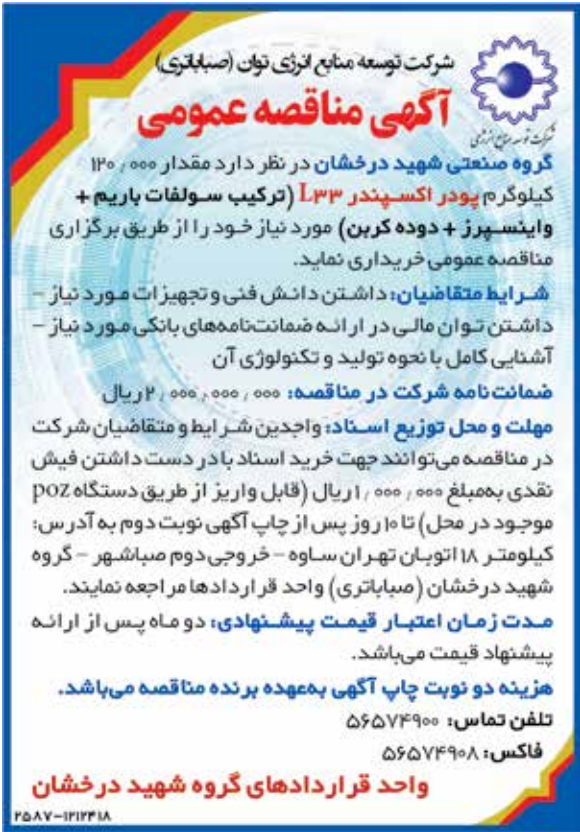 شرکت توسعه منابع انرژی توان (صباباتری)
آگهی مناقصه عمومی
شرکت توسعه منابع انرژی
گروه صنعتی شهید درخشان در نظر دارد مقدار ۱۲۰٫۰۰۰
کیلوگرم پودر اکسپندر L۳۳ (ترکیب سولفات باریم +
واینسپرز + دوده کربن) مورد نیاز خود را از طریق برگزاری
مناقصه عمومی خریداری نماید.
شرایط متقاضیان: داشتن دانش فنی و تجهیزات مورد نیاز –
داشتن توان مالی در ارائه ضمانت‌نامه‌های بانکی مورد نیاز –
آشنایی کامل با نحوه تولید و تکنولوژی آن
ضمانت نامه شرکت در مناقصه: ۲٫۰۰۰٫۰۰۰٫۰۰۰ ریال
مهلت و محل توزیع اسناد: واجدین شرایط و متقاضیان شرکت
در مناقصه می‌توانند جهت خرید اسناد با در دست داشتن فیش
نقدی به‌مبلغ ۱٫۰۰۰٫۰۰۰ ریال (قابل واریز از طریق دستگاه poz
موجود در محل) تا ۱۰ روز پس از چاپ آگهی نوبت دوم به آدرس:
کیلومتر ۱۸ اتوبان تهران ساوه – خروجی دوم صباشهر – گروه
شهید درخشان (صباباتری) واحد قراردادها مراجعه نمایند.
مدت زمان اعتبار قیمت پیشنهادی: دو ماه پس از ارائه
پیشنهاد قیمت می‌باشد.
هزینه دو نوبت چاپ آگهی به‌عهده برنده مناقصه می‌باشد.
تلفن تماس: ۵۶۵۷۴۹۰۰
فاکس: ۵۶۵۷۴۹۰۸
واحد قراردادهای گروه شهید درخشان
۲۵۸۷-۱۲۱۲۴۱۸